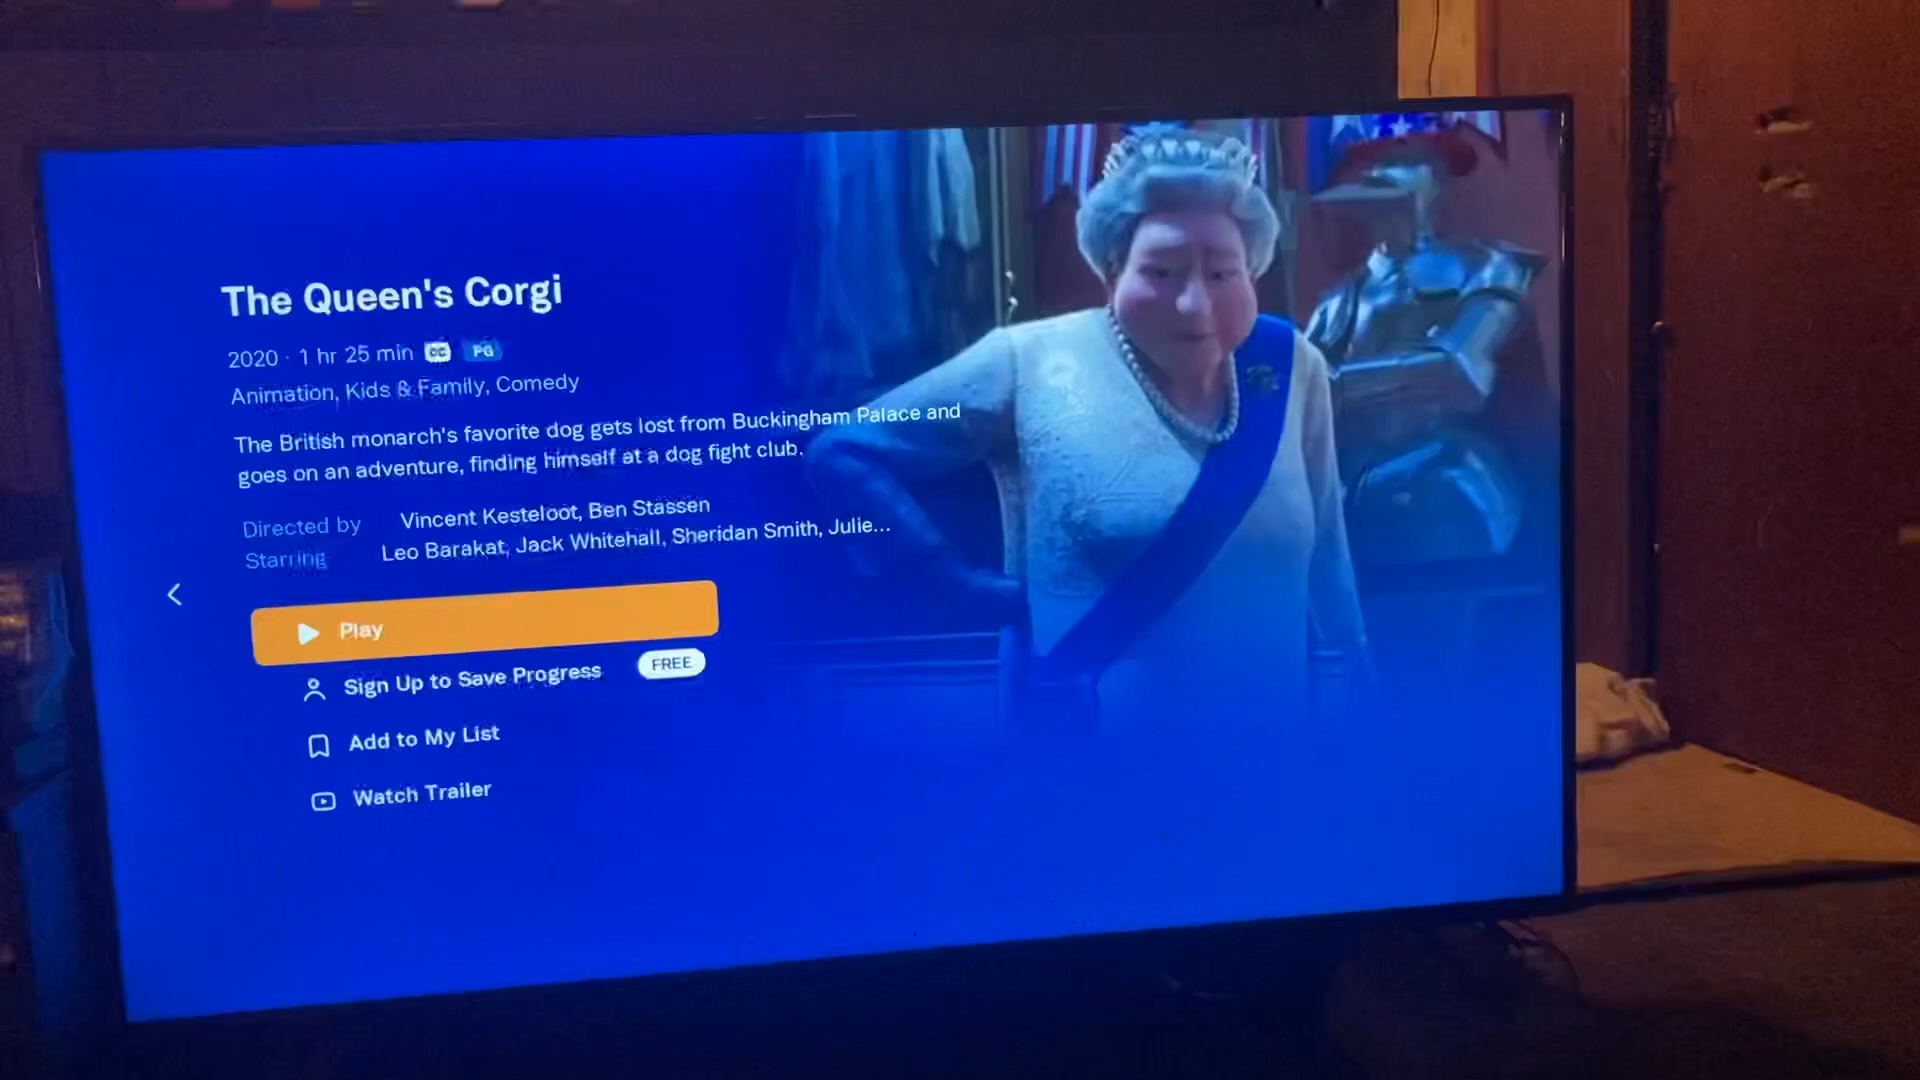 The Queen's Corgi
2020 · 1 hr 25 min CC PG
Animation, Kids & Family, Comedy
The British monarch's favorite dog gets lost from Buckingham Palace and
goes on an adventure, finding himself at a dog fight club.
Directed by Vincent Kesteloot, Ben Stassen
Starring Leo Barakat, Jack Whitehall, Sheridan Smith, Julie...
Play
Sign Up to Save Progress FREE
Add to My List
Watch Trailer